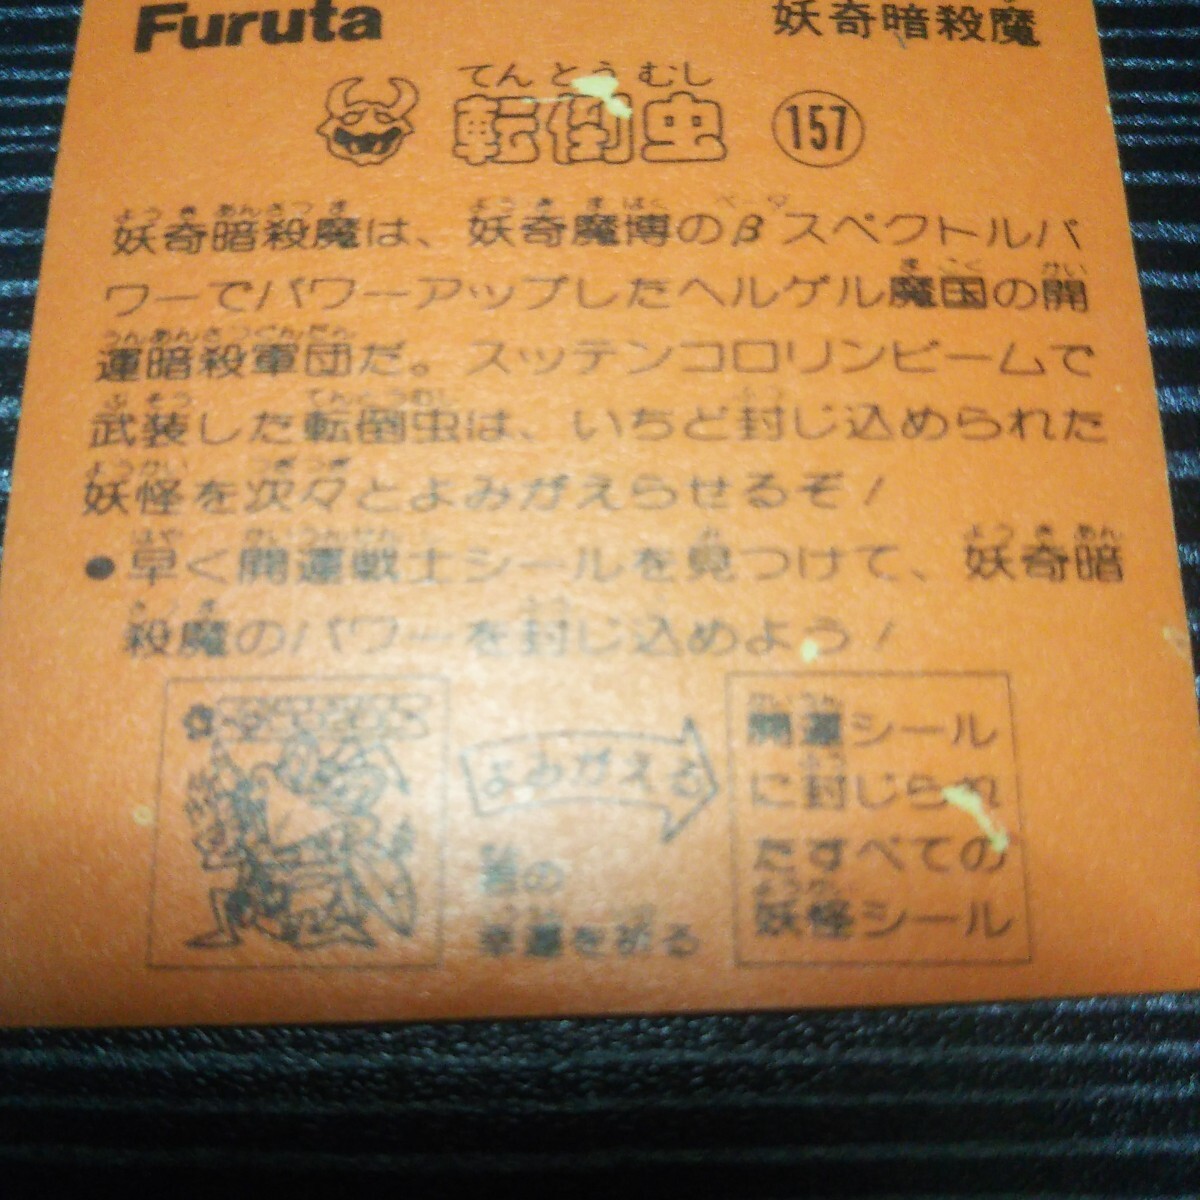 Furuta
妖奇暗殺魔
てんとうむし
転倒虫 157
妖奇暗殺魔は、妖奇魔博のβスペクトルパ
ワーでパワーアップしたヘルゲル魔国の開
運暗殺軍団だ。スッテンコロリンビームで
武装した転倒虫は、いちど封じ込められた
妖怪を次々とよみがえらせるぞ!
●早く開運戦士シールを見つけて、妖奇暗
殺魔のパワーを封じ込めよう!
よみがえる
の
幸運を祈る
開運シール
に封じられ
たすべての
妖怪シール